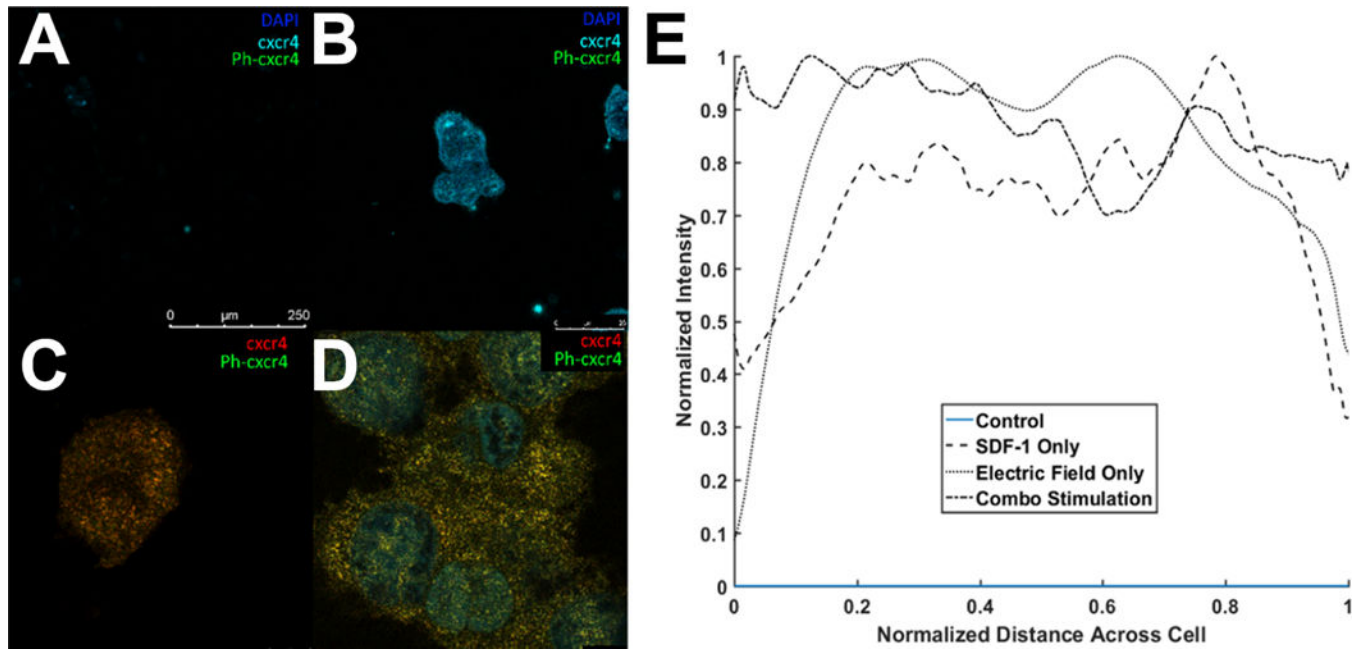 A
DAPI
cxcr4
Ph-cxcr4
0 µm 250
B
DAPI
cxcr4
Ph-cxcr4
0 µm 25
C
cxcr4
Ph-cxcr4
D
cxcr4
Ph-cxcr4
E
1
0.9
0.8
0.7
0.6
0.5
0.4
0.3
0.2
0.1
0
Normalized Intensity
Control
SDF-1 Only
Electric Field Only
Combo Stimulation
0 0.2 0.4 0.6 0.8 1
Normalized Distance Across Cell